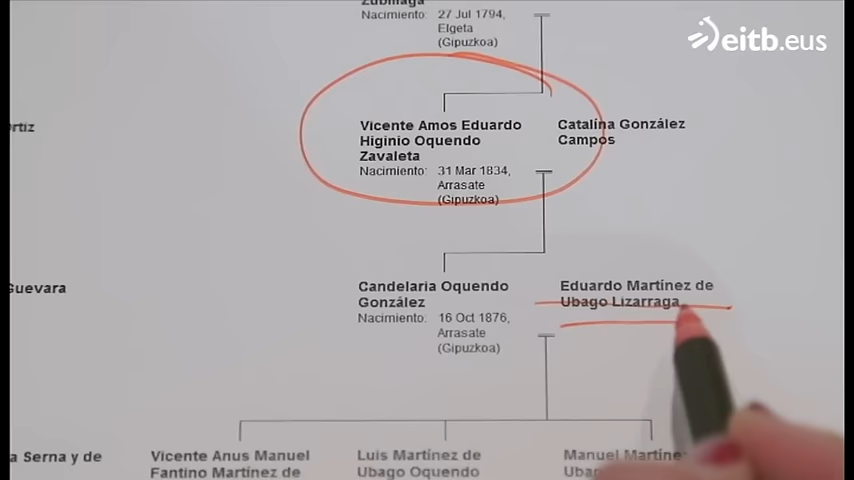 Zubillaga
Nacimiento: 27 Jul 1794,
Elgeta
(Gipuzkoa)
eitb.eus
Ortiz
Vicente Amos Eduardo
Higinio Oquendo
Zavaleta
Nacimiento: 31 Mar 1834,
Arrasate
(Gipuzkoa)
Catalina González
Campos
Guevara
Candelaria Oquendo
González
Nacimiento: 16 Oct 1876,
Arrasate
(Gipuzkoa)
Eduardo Martínez de
Ubago Lizarraga
Serna y de
Vicente Anus Manuel
Fantino Martínez de
Luis Martínez de
Ubago Oquendo
Manuel Martínez